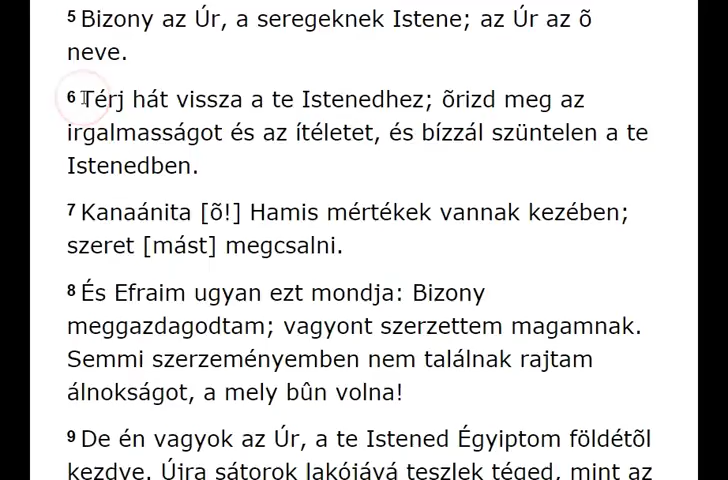 5 Bizony az Úr, a seregeknek Istene; az Úr az õ
neve.
6 Térj hát vissza a te Istenedhez; õrizd meg az
irgalmasságot és az ítéletet, és bízzál szüntelen a te
Istenedben.
7 Kanaánita [õ!] Hamis mértékek vannak kezében;
szeret [mást] megcsalni.
8 És Efraim ugyan ezt mondja: Bizony
meggazdagodtam; vagyont szerzettem magamnak.
Semmi szerzeményemben nem találnak rajtam
álnokságot, a mely bûn volna!
9 De én vagyok az Úr, a te Istened Égyiptom földétõl
kezdve. Újra sátorok lakójává teszlek téged, mint az